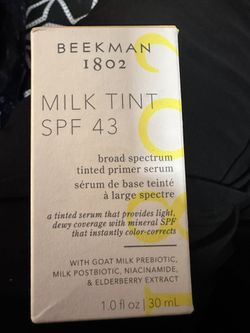 BEEKMAN
1802
MILK TINT
SPF 43
broad spectrum
tinted primer serum
sérum de base teinté
à large spectre
a tinted serum that provides light,
dewy coverage with mineral SPF
that instantly color-corrects
WITH GOAT MILK PREBIOTIC,
MILK POSTBIOTIC, NIACINAMIDE,
& ELDERBERRY EXTRACT
1.0 fl oz | 30 mL